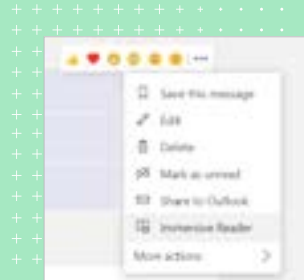 Save this message
Edit
Delete
Mark as unread
Share to Outlook
Immersive Reader
More actions